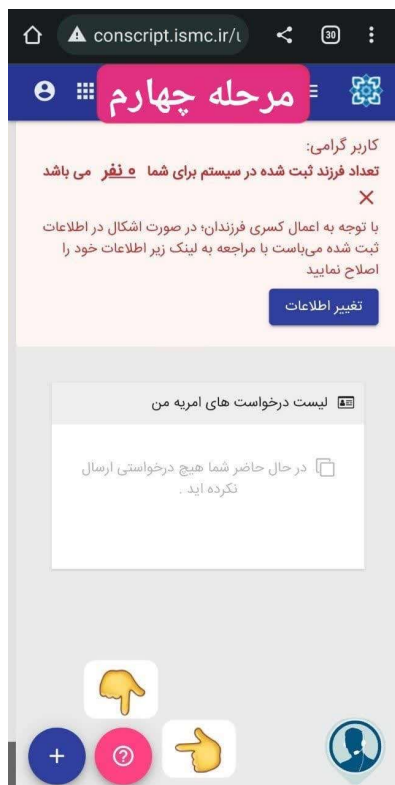 conscript.ismc.ir/u
30
مرحله چهارم
کاربر گرامی:
تعداد فرزند ثبت شده در سیستم برای شما ۰ نفر می باشد
با توجه به اعمال کسری فرزندان؛ در صورت اشکال در اطلاعات
ثبت شده می‌باست با مراجعه به لینک زیر اطلاعات خود را
اصلاح نمایید
تغییر اطلاعات
لیست درخواست های امریه من
در حال حاضر شما هیچ درخواستی ارسال
نکرده اید .